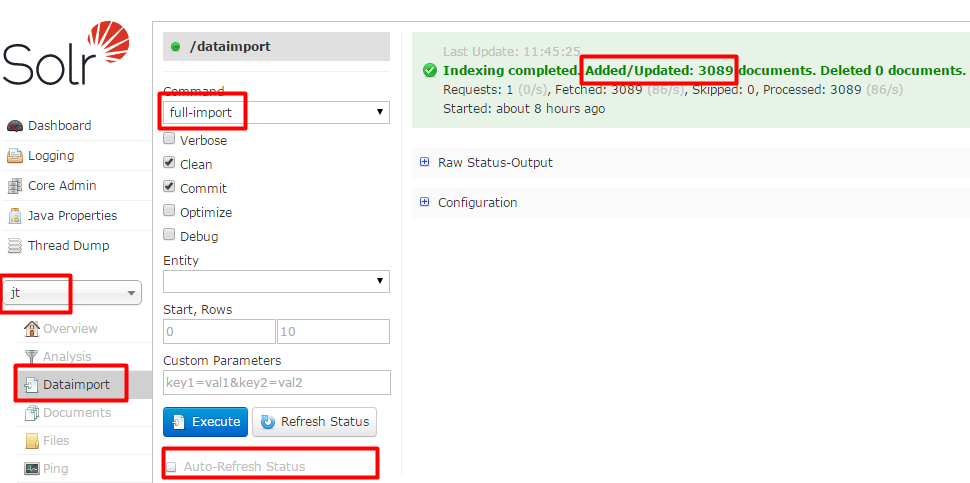 Solr
Dashboard
Logging
Core Admin
Java Properties
Thread Dump
jt
Overview
Analysis
Dataimport
Documents
Files
Ping
/dataimport
Command
full-import
Verbose
Clean
Commit
Optimize
Debug
Entity
Start, Rows
0 10
Custom Parameters
key1=val1&key2=val2
Execute Refresh Status
Auto-Refresh Status
Last Update: 11:45:25
Indexing completed. Added/Updated: 3089 documents. Deleted 0 documents.
Requests: 1 (0/s), Fetched: 3089 (86/s), Skipped: 0, Processed: 3089 (86/s)
Started: about 8 hours ago
Raw Status-Output
Configuration